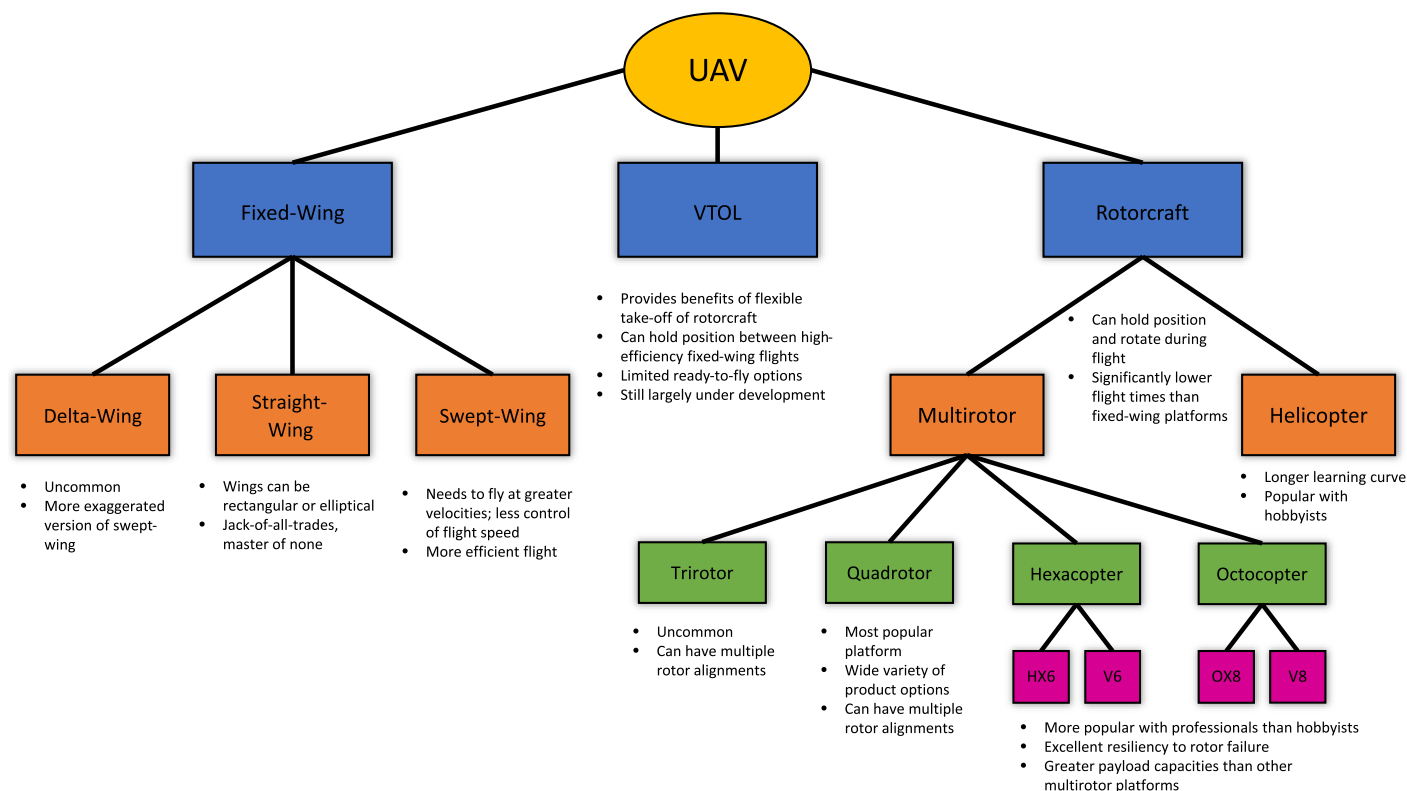 UAV
Fixed-Wing
VTOL
Rotorcraft
• Provides benefits of flexible
take-off of rotorcraft
• Can hold position between high-
efficiency fixed-wing flights
• Limited ready-to-fly options
• Still largely under development
• Can hold position
and rotate during
flight
• Significantly lower
flight times than
fixed-wing platforms
Delta-Wing
Straight-
Wing
Swept-Wing
Multirotor
Helicopter
• Uncommon
• More exaggerated
version of swept-
wing
• Wings can be
rectangular or elliptical
• Jack-of-all-trades,
master of none
• Needs to fly at greater
velocities; less control
of flight speed
• More efficient flight
• Longer learning curve
• Popular with
hobbyists
Trirotor
Quadrotor
Hexacopter
Octocopter
• Uncommon
• Can have multiple
rotor alignments
• Most popular
platform
• Wide variety of
product options
• Can have multiple
rotor alignments
HX6
V6
OX8
V8
• More popular with professionals than hobbyists
• Excellent resiliency to rotor failure
• Greater payload capacities than other
multirotor platforms